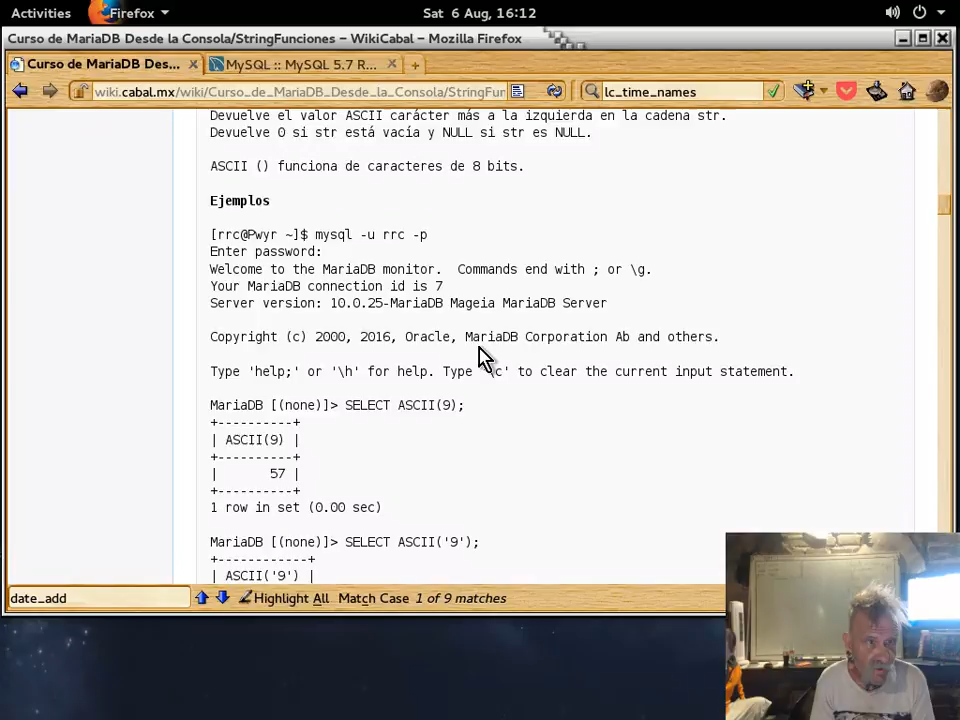 Activities
Firefox
Sat 6 Aug, 16:12
Curso de MariaDB Desde la Consola/StringFunciones − WikiCabal − Mozilla Firefox
Curso de MariaDB Des...
MySQL :: MySQL 5.7 R...
wiki.cabal.mx/wiki/Curso_de_MariaDB_Desde_la_Consola/StringFun
lc_time_names
Devuelve el valor ASCII carácter más a la izquierda en la cadena str.
Devuelve 0 si str está vacía y NULL si str es NULL.
ASCII () funciona de caracteres de 8 bits.
Ejemplos
[rrc@Pwyr ~]$ mysql -u rrc -p
Enter password:
Welcome to the MariaDB monitor.  Commands end with ; or \g.
Your MariaDB connection id is 7
Server version: 10.0.25-MariaDB Mageia MariaDB Server
Copyright (c) 2000, 2016, Oracle, MariaDB Corporation Ab and others.
Type 'help;' or '\h' for help. Type '\c' to clear the current input statement.
MariaDB [(none)]> SELECT ASCII(9);
+----------+
| ASCII(9) |
+----------+
|       57 |
+----------+
1 row in set (0.00 sec)
MariaDB [(none)]> SELECT ASCII('9');
+------------+
| ASCII('9') |
date_add
Highlight All
Match Case
1 of 9 matches